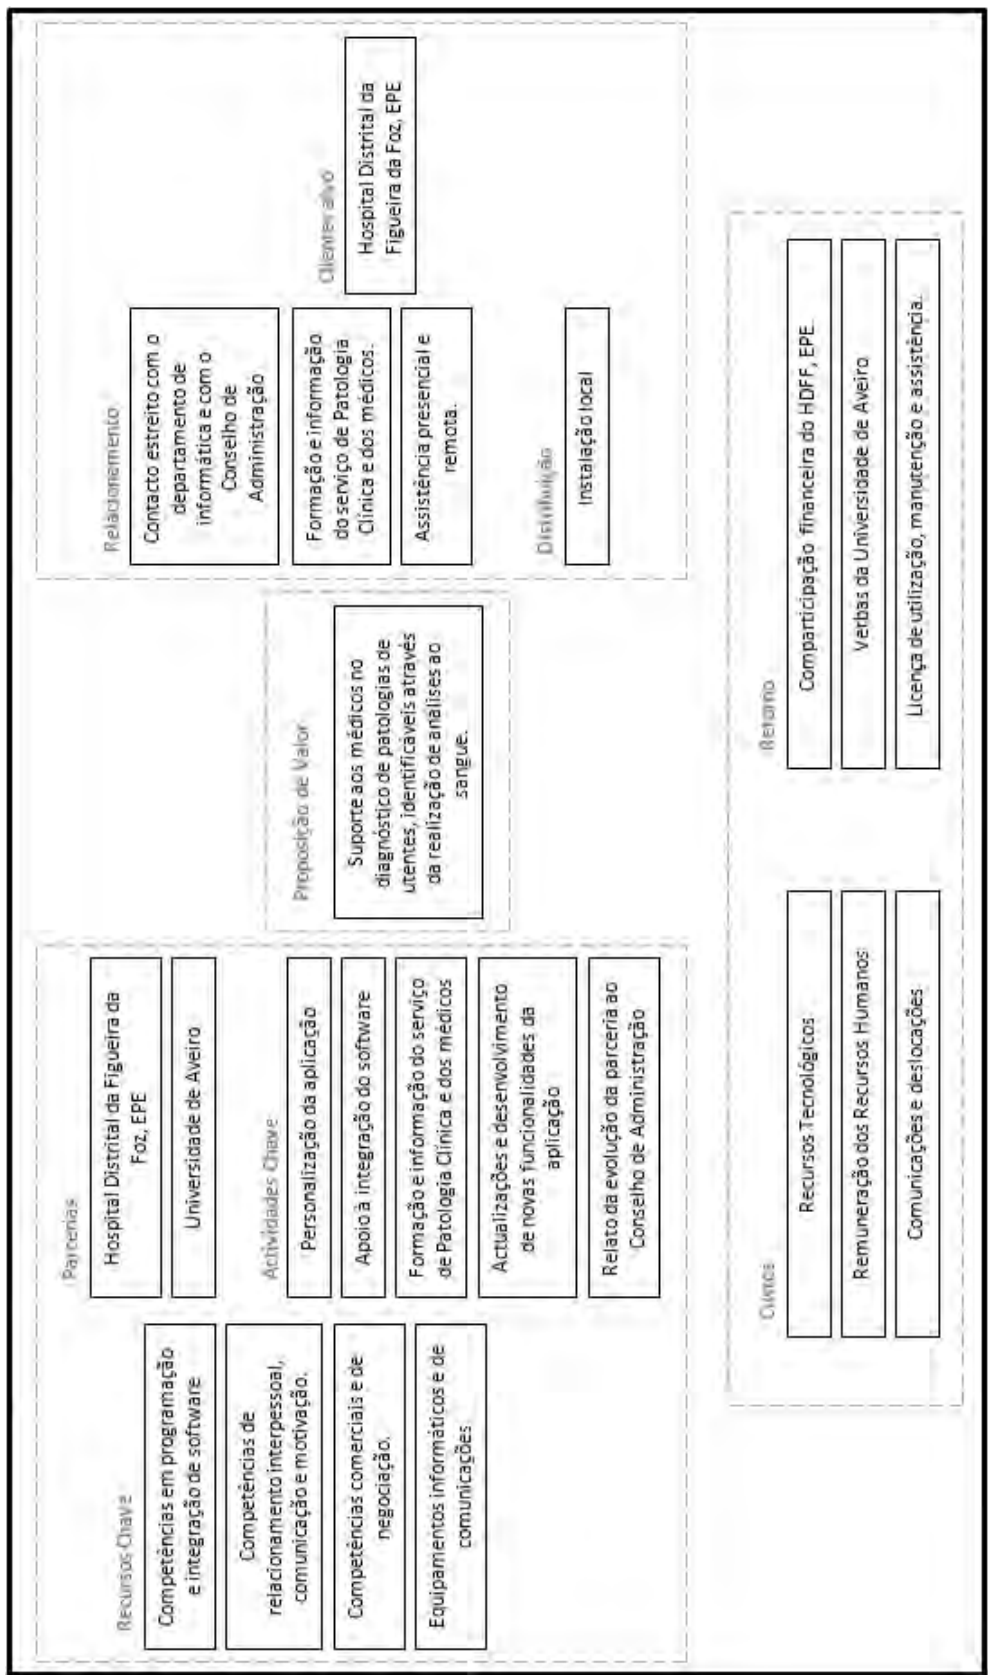 Recursos Chave
Competências em programação
e integração de software
Competências de
relacionamento interpessoal,
comunicação e motivação.
Competências comerciais e de
negociação.
Equipamentos informáticos e de
comunicações
Parcerias
Hospital Distrital da Figueira da
Foz, EPE
Universidade de Aveiro
Actividades Chave
Personalização da aplicação
Apoio à integração do software
Formação e informação do serviço
de Patologia Clínica e dos médicos
Actualizações e desenvolvimento
de novas funcionalidades da
aplicação
Relato da evolução da parceria ao
Conselho de Administração
Proposição de Valor
Suporte aos médicos no
diagnóstico de patologias de
utentes, identificáveis através
da realização de análises ao
sangue.
Relacionamento
Contacto estreito com o
departamento de
informática e com o
Conselho de
Administração
Formação e informação
do serviço de Patologia
Clínica e dos médicos.
Assistência presencial e
remota.
Distribuição
Instalação local
Cliente alvo
Hospital Distrital da
Figueira da Foz, EPE
Custos
Recursos Tecnológicos
Remuneração dos Recursos Humanos
Comunicações e deslocações
Retorno
Comparticipação financeira do HDFF, EPE.
Verbas da Universidade de Aveiro
Licença de utilização, manutenção e assistência.